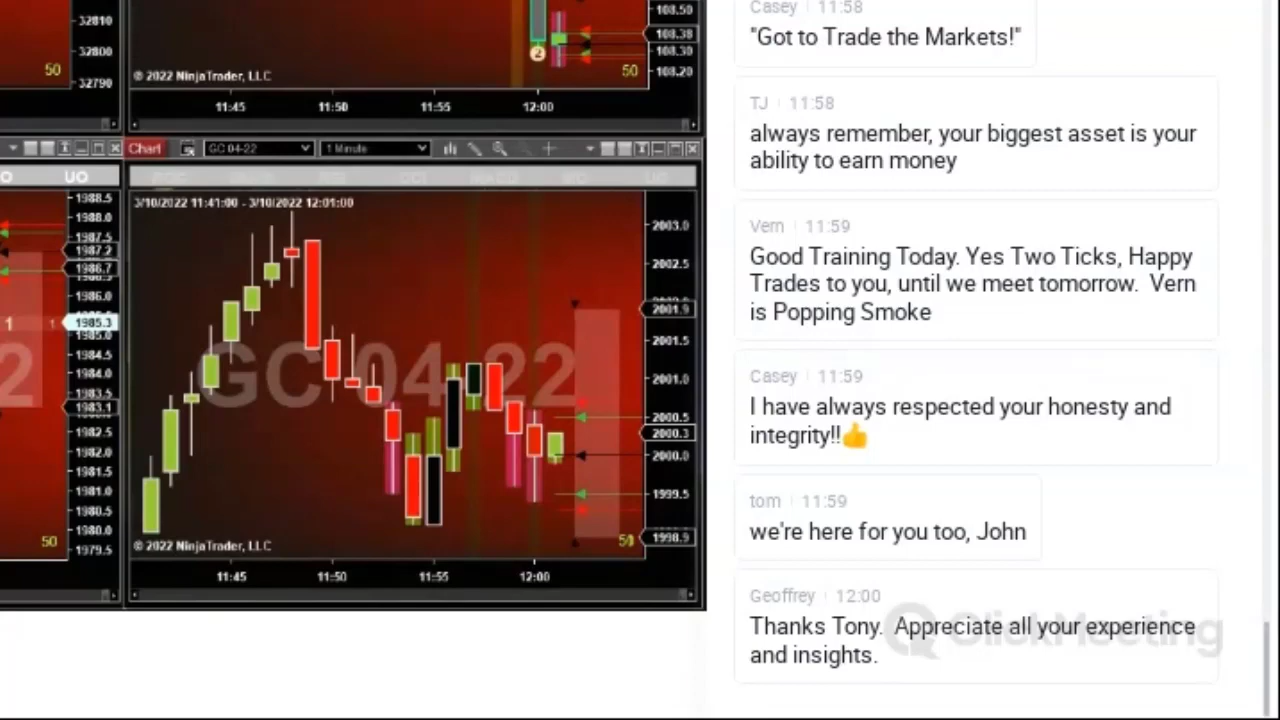 32810
32800
32790
50
108.50
108.38
108.30
108.20
2
50
© 2022 NinjaTrader, LLC
11:45 11:50 11:55 12:00
Chart GC 04-22 1 Minute
UO
1988.5
1988.0
1987.5
1987.2
1986.7
1986.0
1985.3
1985.0
1984.5
1984.0
1983.5
1983.1
1982.5
1982.0
1981.5
1981.0
1980.5
1980.0
1979.5
1 1
2
50
3/10/2022 11:41:00 - 3/10/2022 12:01:00
GC 04-22
2003.0
2002.5
2001.9
2001.5
2001.0
2000.5
2000.3
2000.0
1999.5
1998.9
50
© 2022 NinjaTrader, LLC
11:45 11:50 11:55 12:00
Casey 11:58
"Got to Trade the Markets!"
TJ 11:58
always remember, your biggest asset is your
ability to earn money
Vern 11:59
Good Training Today. Yes Two Ticks, Happy
Trades to you, until we meet tomorrow. Vern
is Popping Smoke
Casey 11:59
I have always respected your honesty and
integrity!!👍
tom 11:59
we're here for you too, John
Geoffrey 12:00
Thanks Tony. Appreciate all your experience
and insights.
ClickMeeting